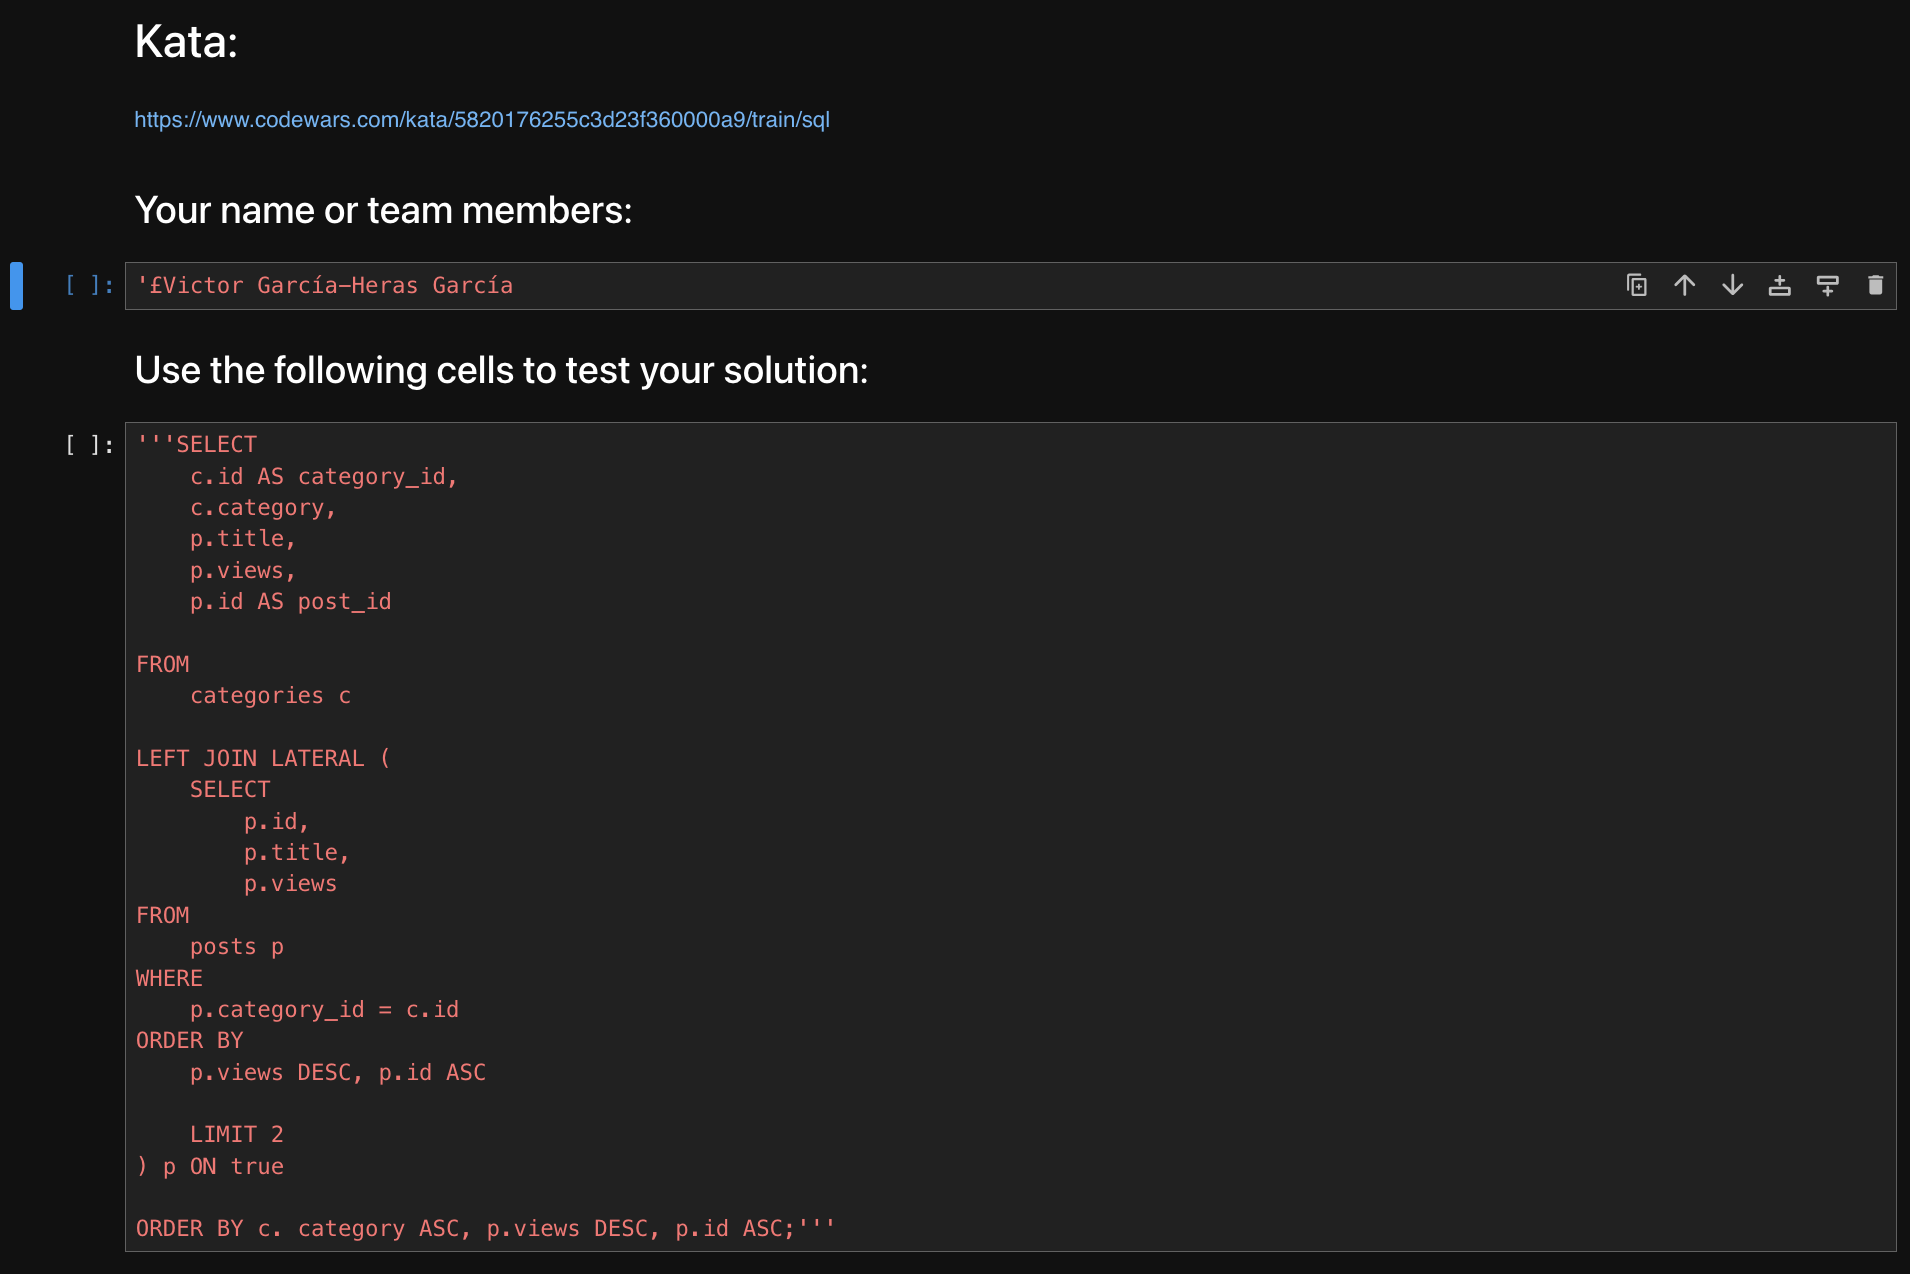 Kata:
https://www.codewars.com/kata/5820176255c3d23f360000a9/train/sql
Your name or team members:
[ ]: '£Victor García-Heras García
Use the following cells to test your solution:
[ ]: '''SELECT
    c.id AS category_id,
    c.category,
    p.title,
    p.views,
    p.id AS post_id
FROM
    categories c
LEFT JOIN LATERAL (
    SELECT
        p.id,
        p.title,
        p.views
FROM
    posts p
WHERE
    p.category_id = c.id
ORDER BY
    p.views DESC, p.id ASC
    LIMIT 2
) p ON true
ORDER BY c. category ASC, p.views DESC, p.id ASC;'''